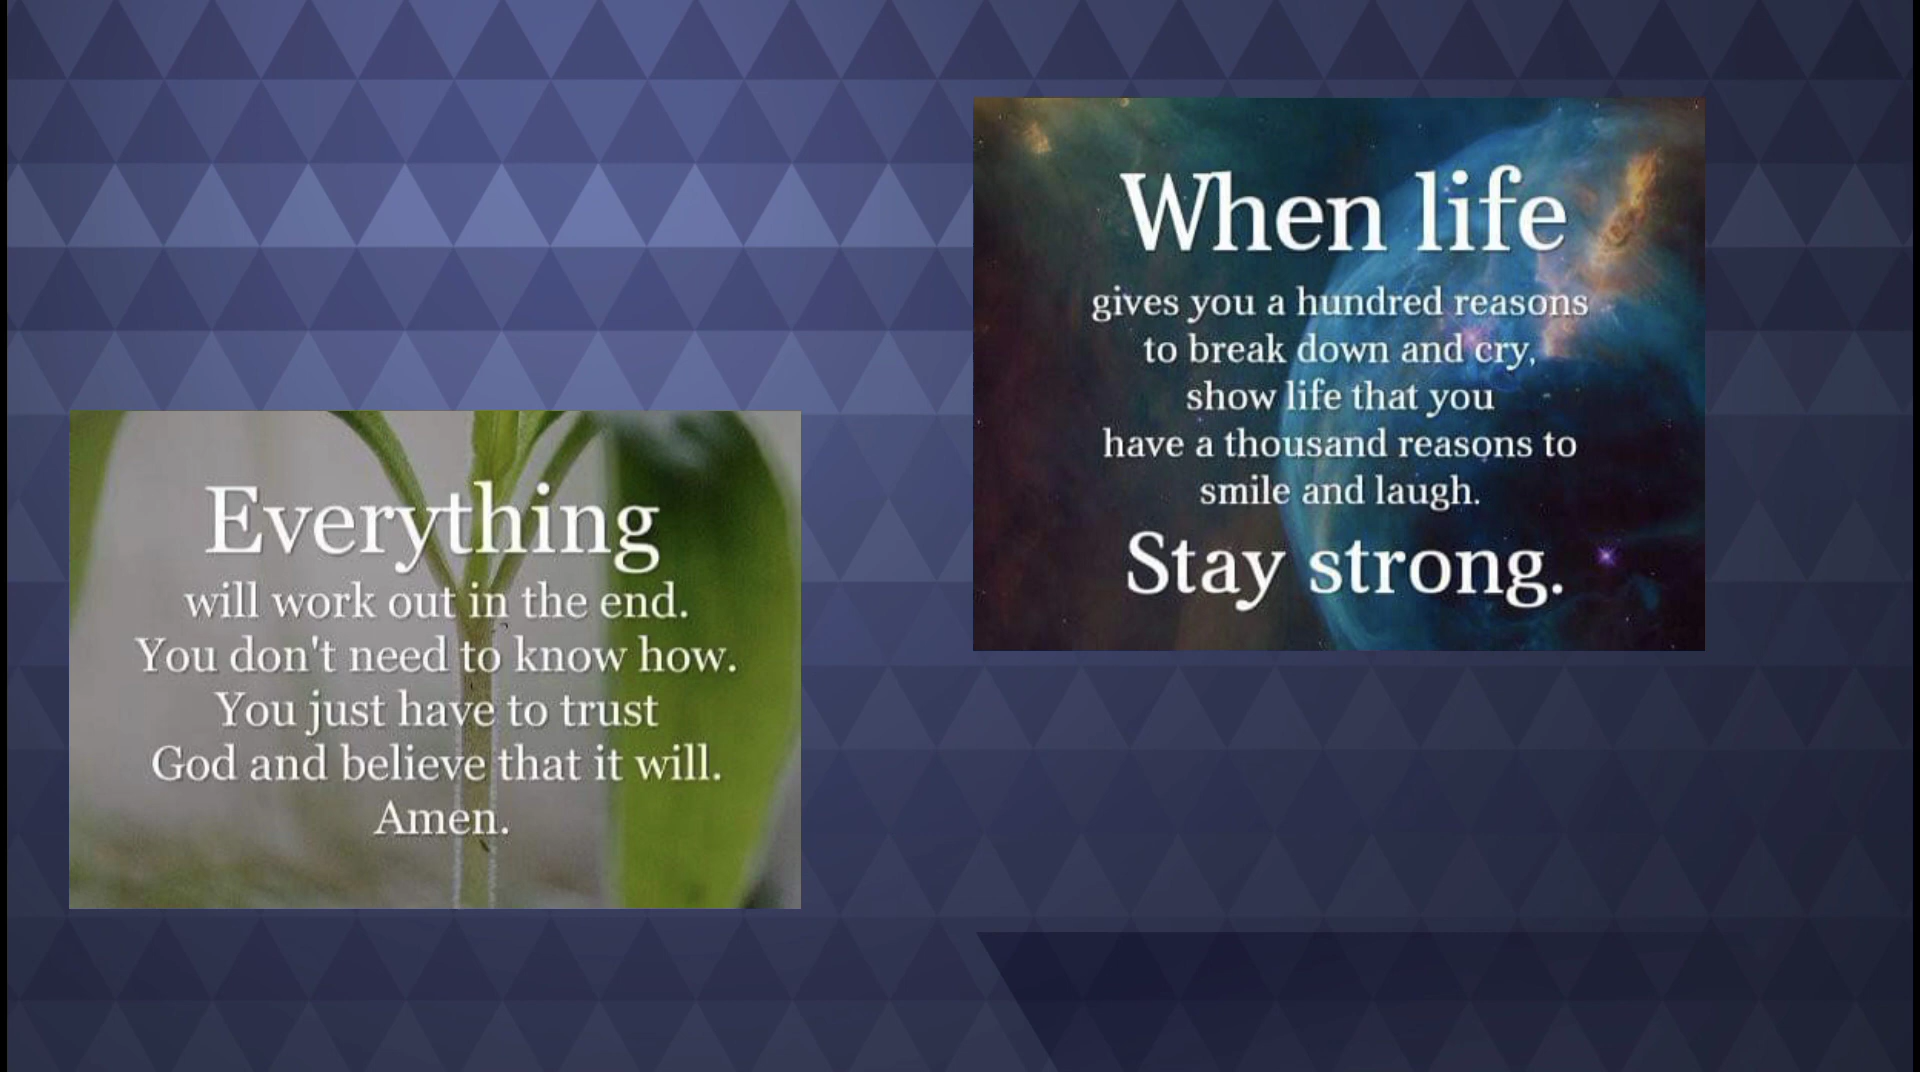 Everything
will work out in the end.
You don't need to know how.
You just have to trust
God and believe that it will.
Amen.
When life
gives you a hundred reasons
to break down and cry,
show life that you
have a thousand reasons to
smile and laugh.
Stay strong.